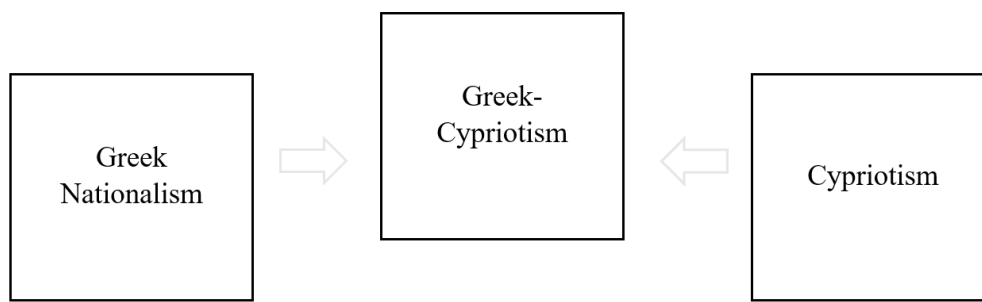 Greek
Nationalism
Greek-
Cypriotism
Cypriotism